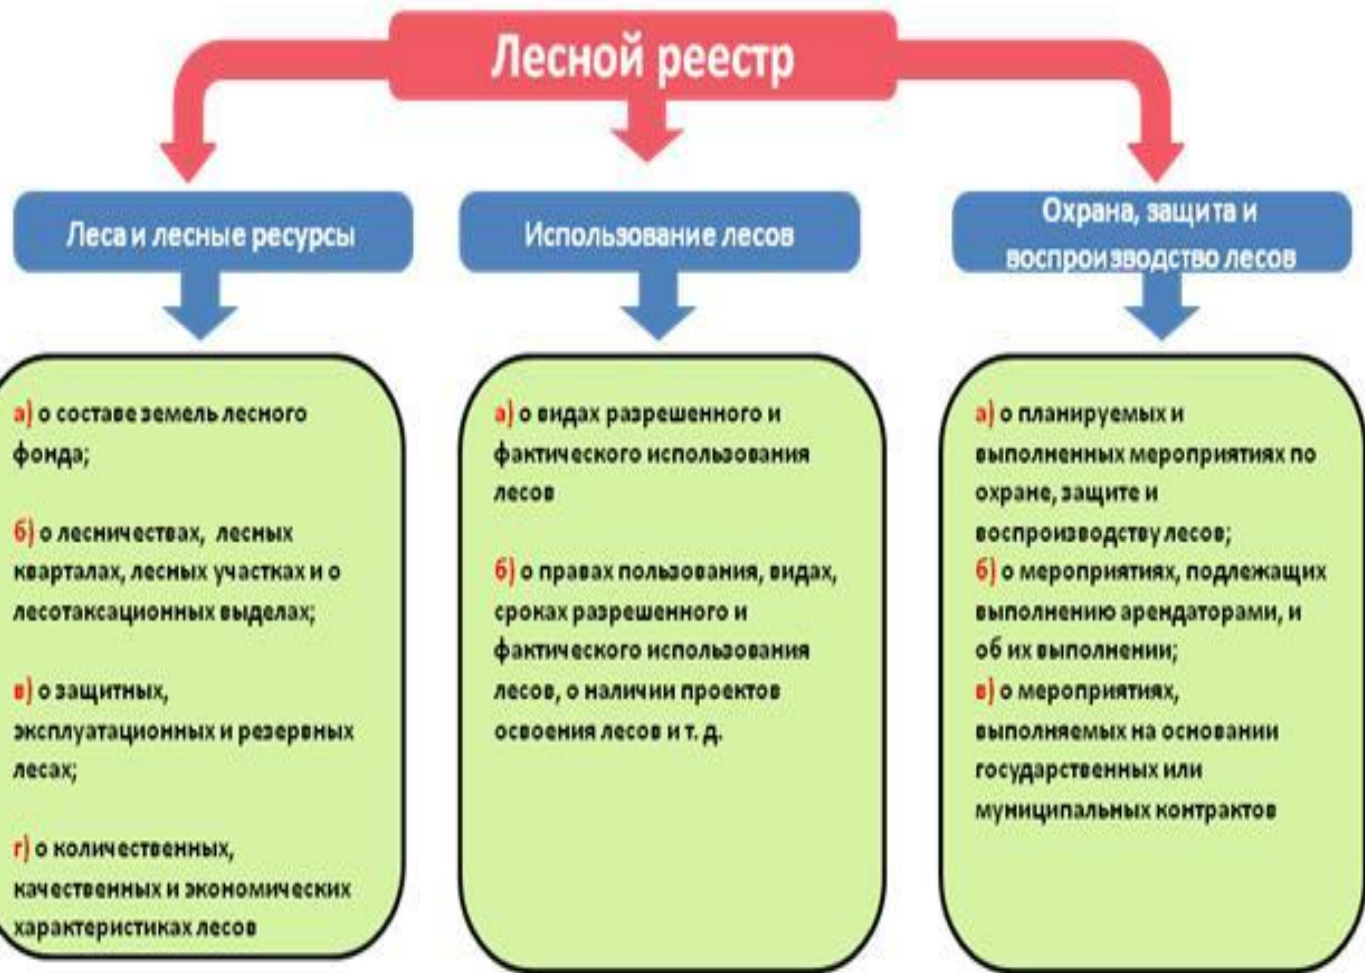 Лесной реестр
Леса и лесные ресурсы
а) о составе земель лесного
фонда;
б) о лесничествах, лесных
кварталах, лесных участках и о
лесотаксационных выделах;
в) о защитных,
эксплуатационных и резервных
лесах;
г) о количественных,
качественных и экономических
характеристиках лесов
Использование лесов
а) о видах разрешенного и
фактического использования
лесов
б) о правах пользования, видах,
сроках разрешенного и
фактического использования
лесов, о наличии проектов
освоения лесов и т. д.
Охрана, защита и
воспроизводство лесов
а) о планируемых и
выполненных мероприятиях по
охране, защите и
воспроизводству лесов;
б) о мероприятиях, подлежащих
выполнению арендаторами, и
об их выполнении;
в) о мероприятиях,
выполняемых на основании
государственных или
муниципальных контрактов